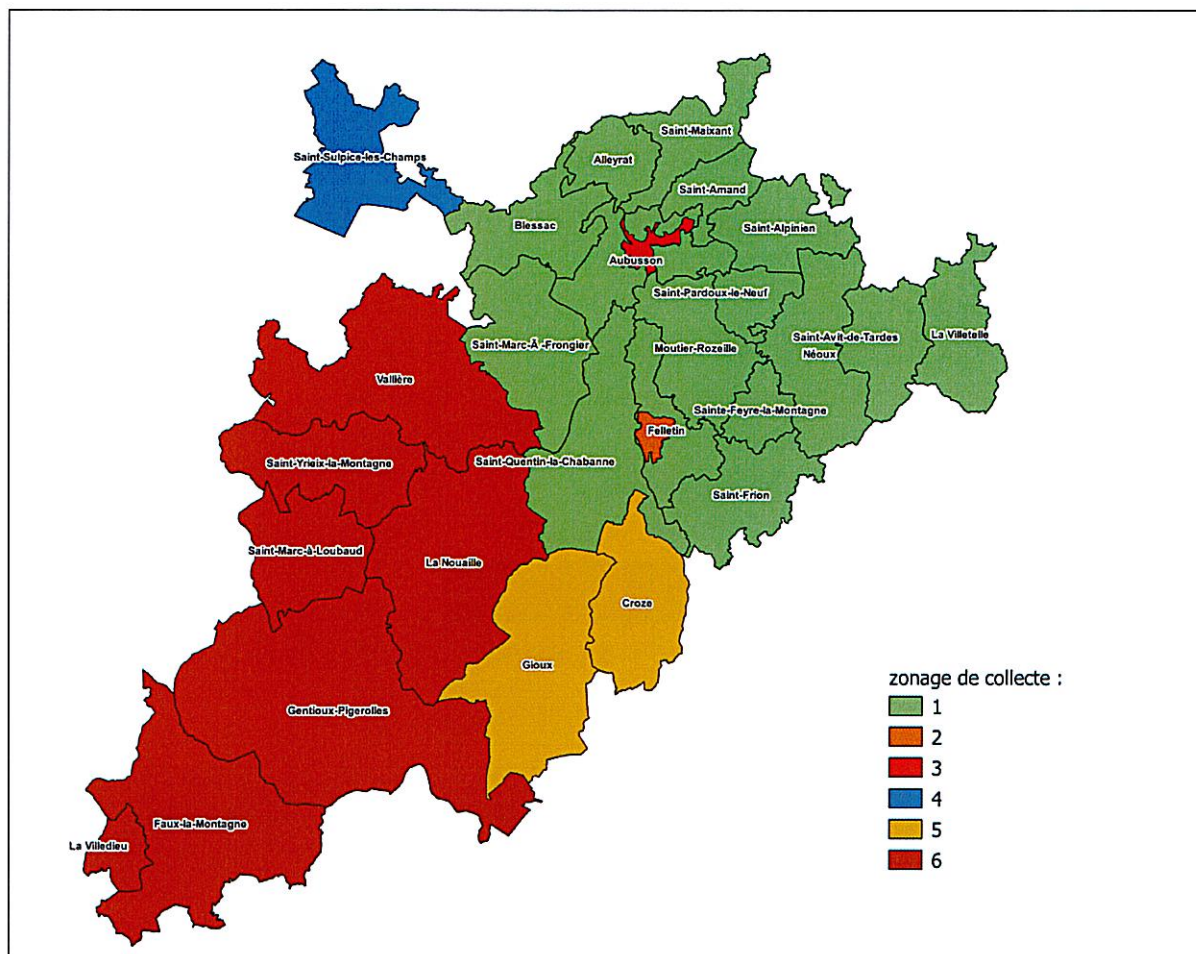 Saint-Maixant
Alleyrat
Saint-Sulpice-les-Champs
Saint-Amand
Blessac
Saint-Alpinien
Aubusson
Saint-Pardoux-le-Neuf
Saint-Avit-de-Tardes
La Villetelle
Saint-Marc-Ã -Frongier
Moutier-Rozeille
Néoux
Vallière
Sainte-Feyre-la-Montagne
Felletin
Saint-Yrieix-la-Montagne
Saint-Quentin-la-Chabanne
Saint-Frion
Saint-Marc-à-Loubaud
La Nouaille
Croze
Gioux
Gentioux-Pigerolles
Faux-la-Montagne
La Villedieu
zonage de collecte :
1
2
3
4
5
6